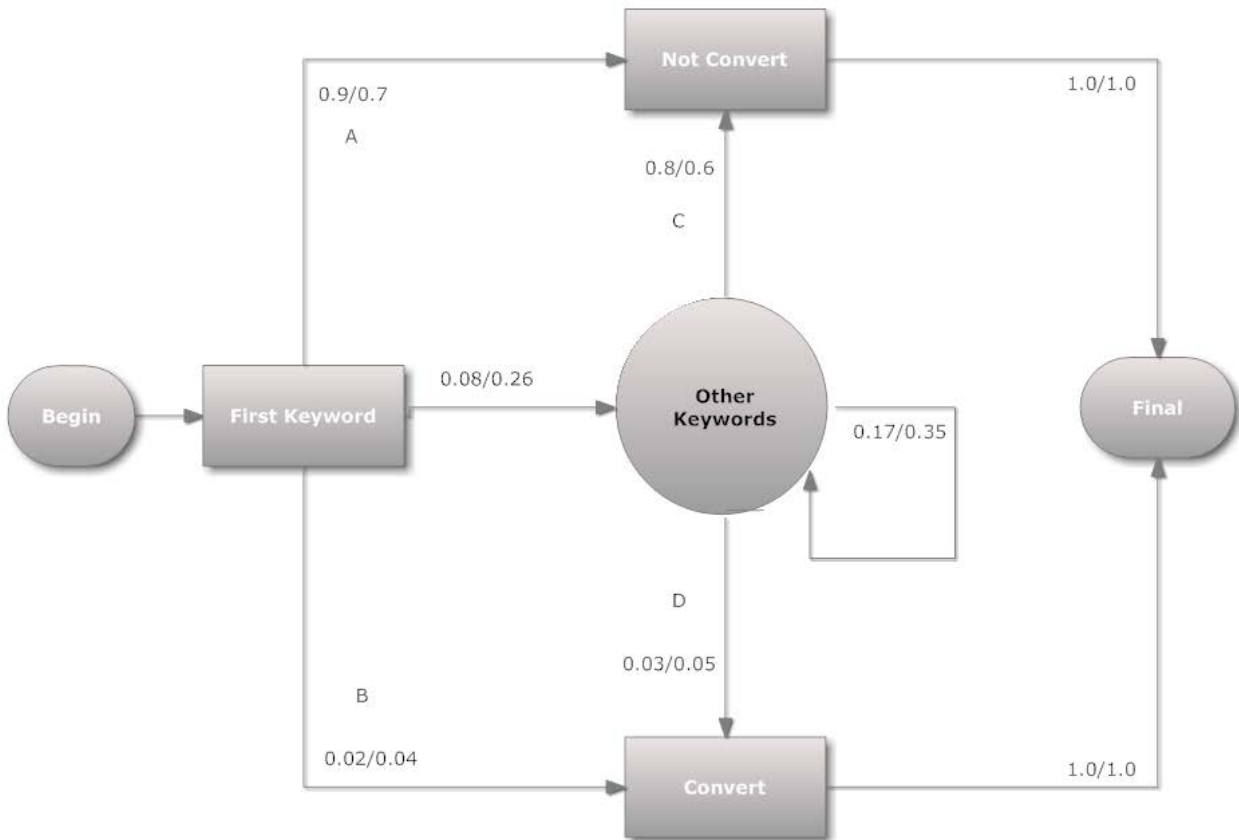 Not Convert
0.9/0.7
1.0/1.0
A
0.8/0.6
C
0.08/0.26
Begin
First Keyword
Other
Keywords
Final
0.17/0.35
D
0.03/0.05
B
0.02/0.04
1.0/1.0
Convert